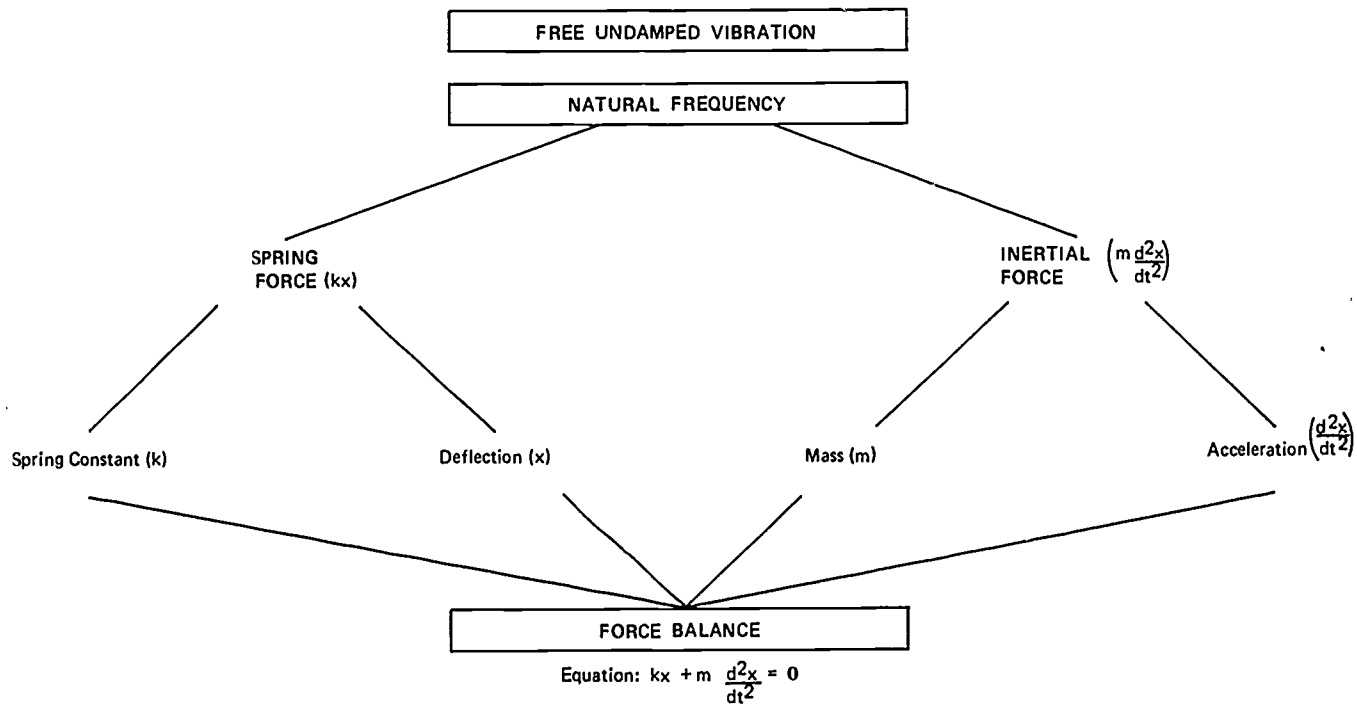 FREE UNDAMPED VIBRATION
NATURAL FREQUENCY
SPRING
FORCE (kx)
INERTIAL
FORCE
(m d²x/dt²)
Spring Constant (k)
Deflection (x)
Mass (m)
Acceleration (d²x/dt²)
FORCE BALANCE
Equation: kx + m d²x/dt² = 0